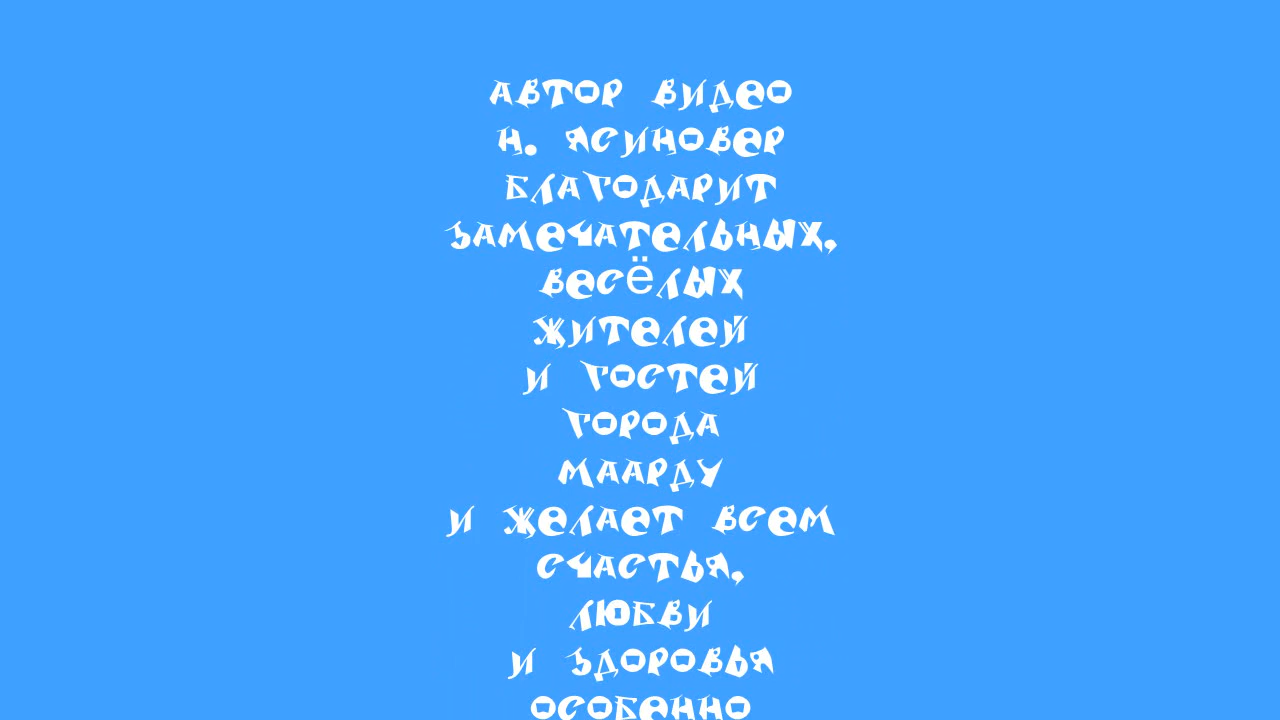 АВТОР ВИДЕО
Н. ЯСИНОВЕР
БЛАГОДАРИТ
ЗАМЕЧАТЕЛЬНЫХ,
ВЕСЁЛЫХ
ЖИТЕЛЕЙ
И ГОСТЕЙ
ГОРОДА
МААРДУ
И ЖЕЛАЕТ ВСЕМ
СЧАСТЬЯ,
ЛЮБВИ
И ЗДОРОВЬЯ
ОСОБЕННО